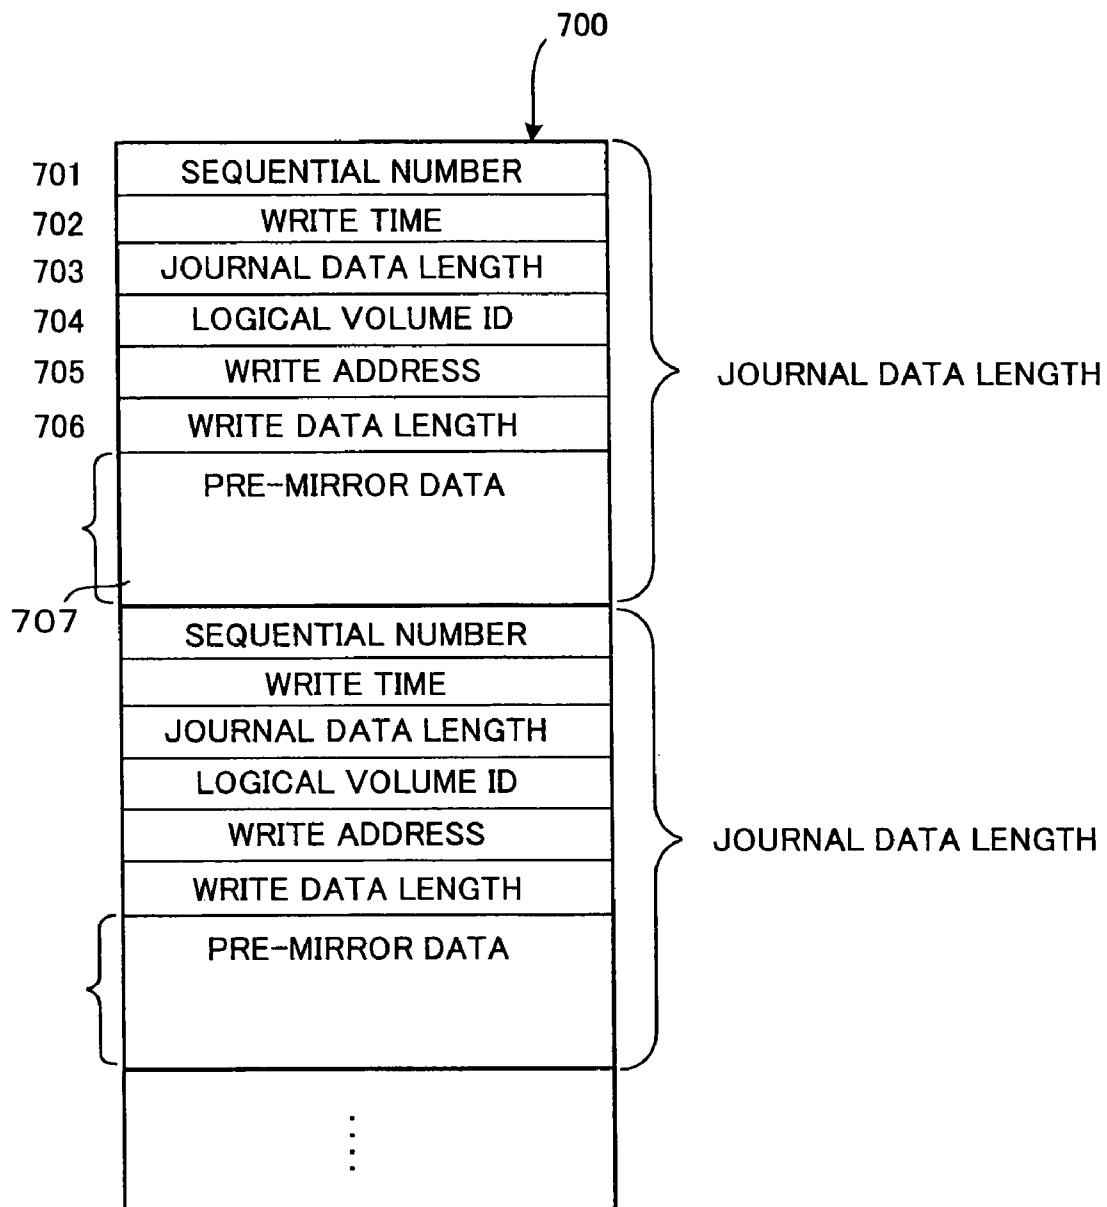 700
701 SEQUENTIAL NUMBER
702 WRITE TIME
703 JOURNAL DATA LENGTH
704 LOGICAL VOLUME ID
705 WRITE ADDRESS
JOURNAL DATA LENGTH
706 WRITE DATA LENGTH
PRE-MIRROR DATA
707
SEQUENTIAL NUMBER
WRITE TIME
JOURNAL DATA LENGTH
LOGICAL VOLUME ID
WRITE ADDRESS
JOURNAL DATA LENGTH
WRITE DATA LENGTH
PRE-MIRROR DATA